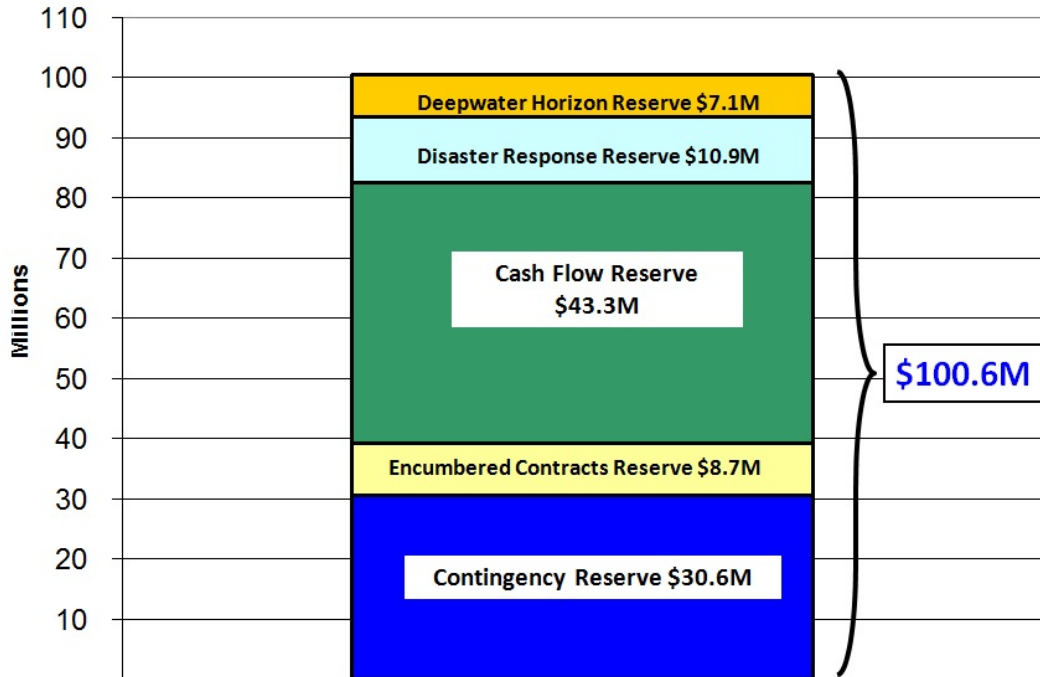 110
100
90
80
70
60
50
40
30
20
10
Millions
Deepwater Horizon Reserve $7.1M
Disaster Response Reserve $10.9M
Cash Flow Reserve
$43.3M
Encumbered Contracts Reserve $8.7M
Contingency Reserve $30.6M
$100.6M